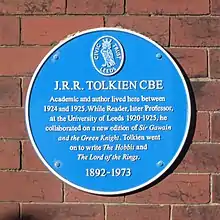 CIVIC TRUST
LEEDS
J.R.R. TOLKIEN CBE
Academic and author lived here between
1924 and 1925. While Reader, later Professor,
at the University of Leeds 1920-1925, he
collaborated on a new edition of Sir Gawain
and the Green Knight. Tolkien went
on to write The Hobbit and
The Lord of the Rings.
1892-1973